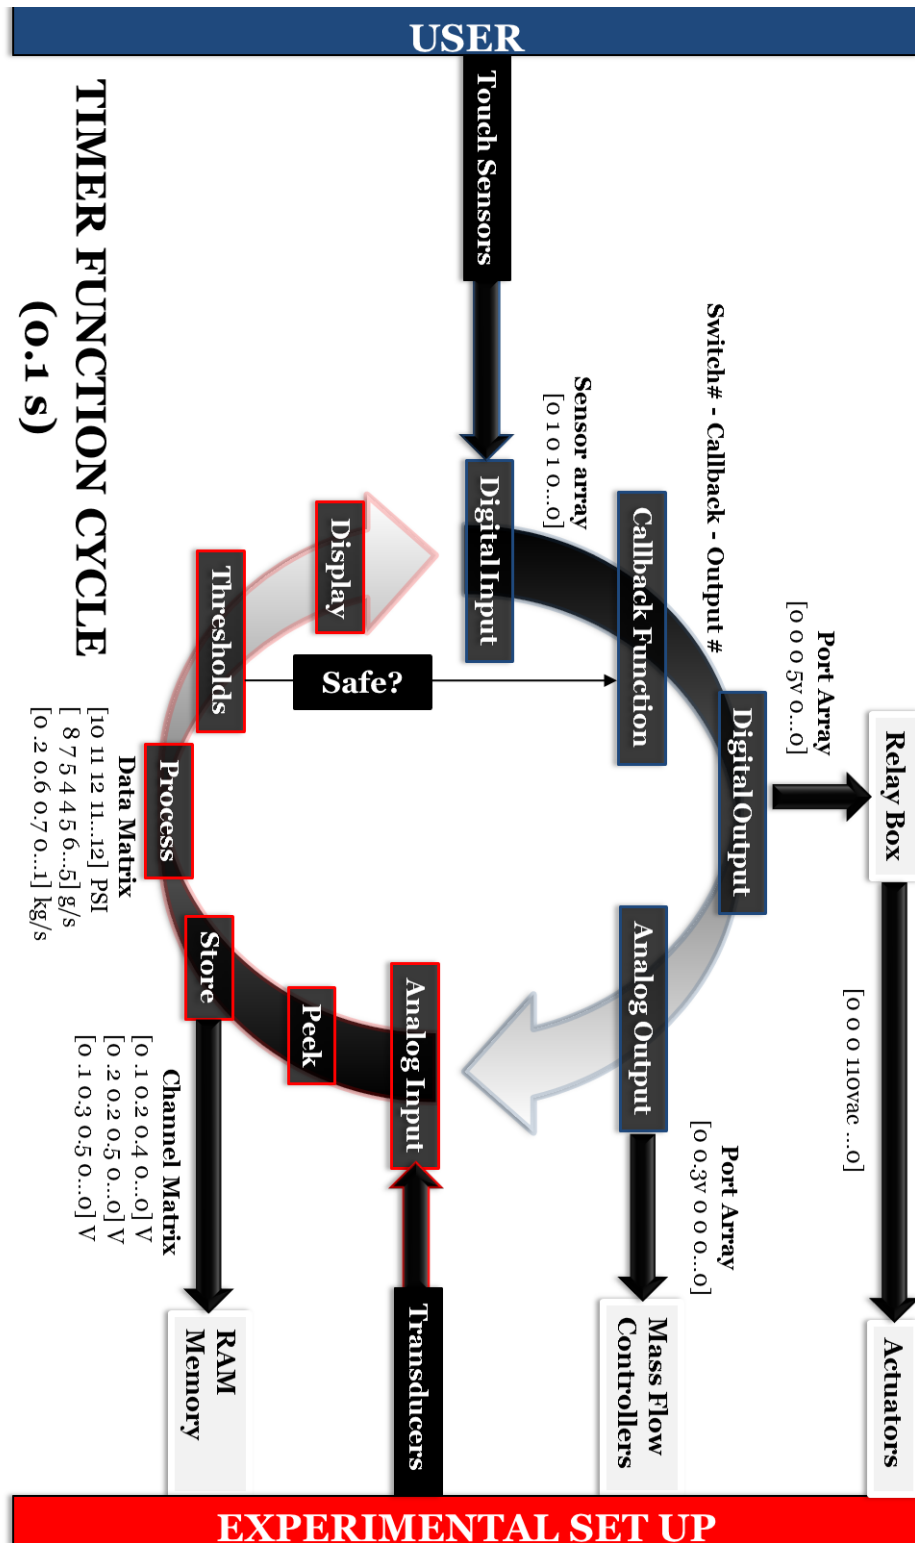 USER
TIMER FUNCTION CYCLE
(0.1 s)
Touch Sensors
Sensor array
[0 1 0 1 0...0]
Digital Input
Switch# - Callback - Output #
Callback Function
Port Array
[0 0 0 5v 0...0]
Relay Box
Digital Output
[0 0 0 110vac ...0]
Actuators
Analog Output
Port Array
[0 0.3v 0 0 0...0]
Mass Flow
Controllers
Display
Thresholds
Safe?
Process
Data Matrix
[10 11 12 11...12] PSI
[ 8 7 5 4 4 5 6...5] g/s
[0 .2 0.6 0.7 0...1] kg/s
Store
Peek
Analog Input
Transducers
Channel Matrix
[0 .1 0.2 0.4 0...0] V
[0 .2 0.2 0.5 0...0] V
[0 .1 0.3 0.5 0...0] V
RAM
Memory
EXPERIMENTAL SET UP